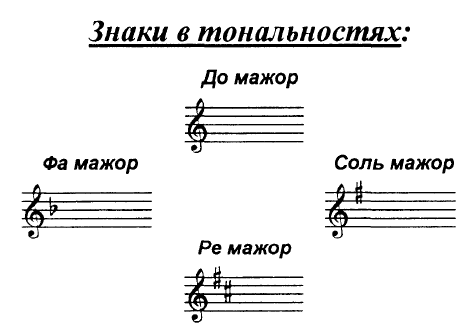 Знаки в тональностях:
До мажор
Фа мажор
Соль мажор
Ре мажор